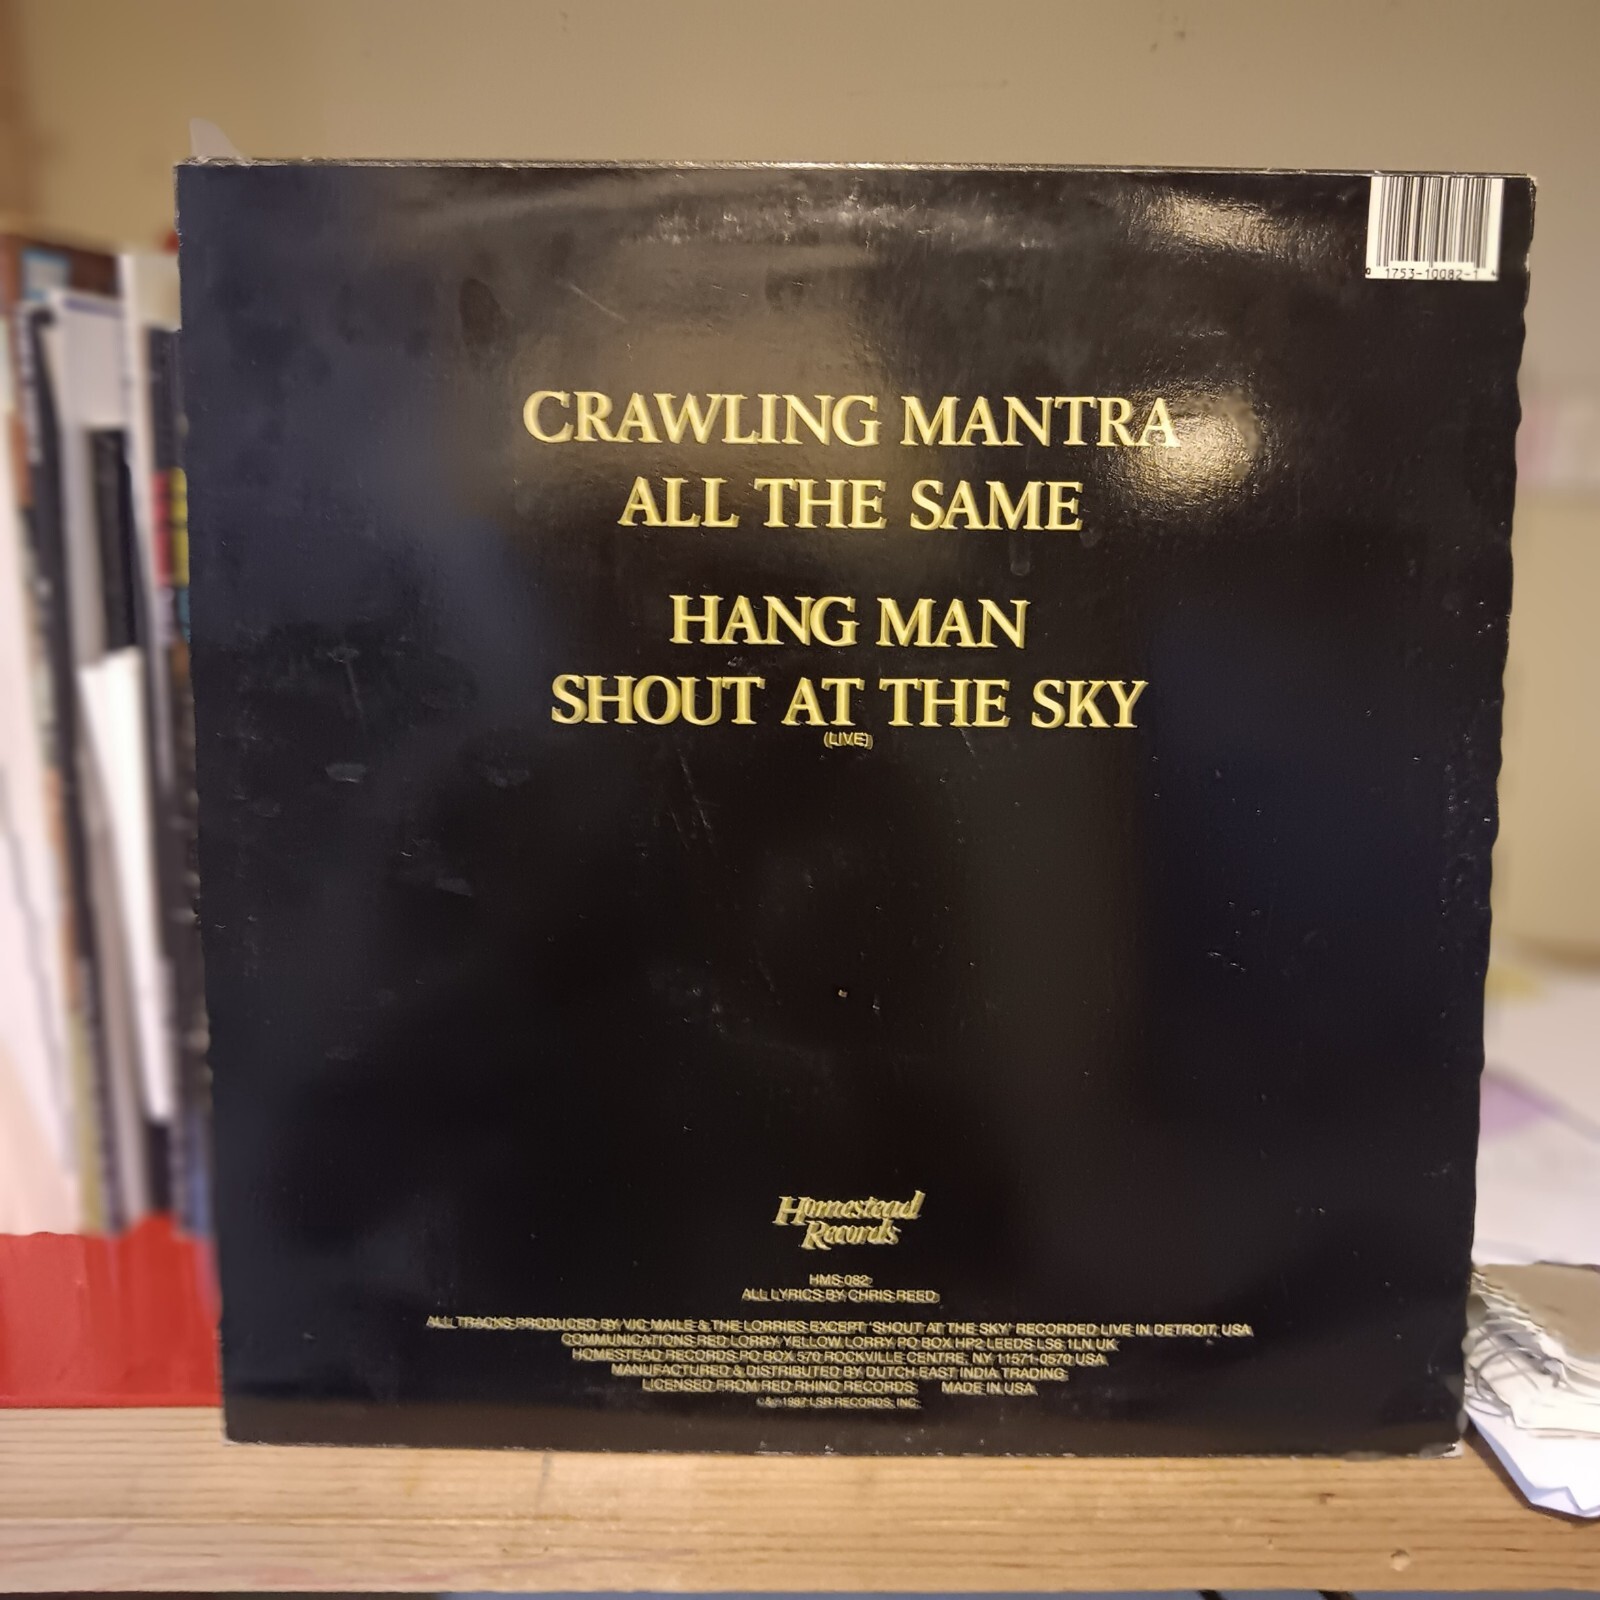 0 1753-10082-1 4
CRAWLING MANTRA
ALL THE SAME
HANG MAN
SHOUT AT THE SKY
(LIVE)
Homestead
Records
HMS 082
ALL LYRICS BY CHRIS REED
ALL TRACKS PRODUCED BY VIC MAILE & THE LORRIES EXCEPT 'SHOUT AT THE SKY' RECORDED LIVE IN DETROIT, USA
COMMUNICATIONS RED LORRY YELLOW LORRY PO BOX HP2 LEEDS LS6 1LN UK
HOMESTEAD RECORDS PO BOX 570 ROCKVILLE CENTRE, NY 11571-0570 USA
MANUFACTURED & DISTRIBUTED BY DUTCH EAST INDIA TRADING
LICENSED FROM RED RHINO RECORDS. MADE IN USA
℗&© 1987 LSR RECORDS, INC.